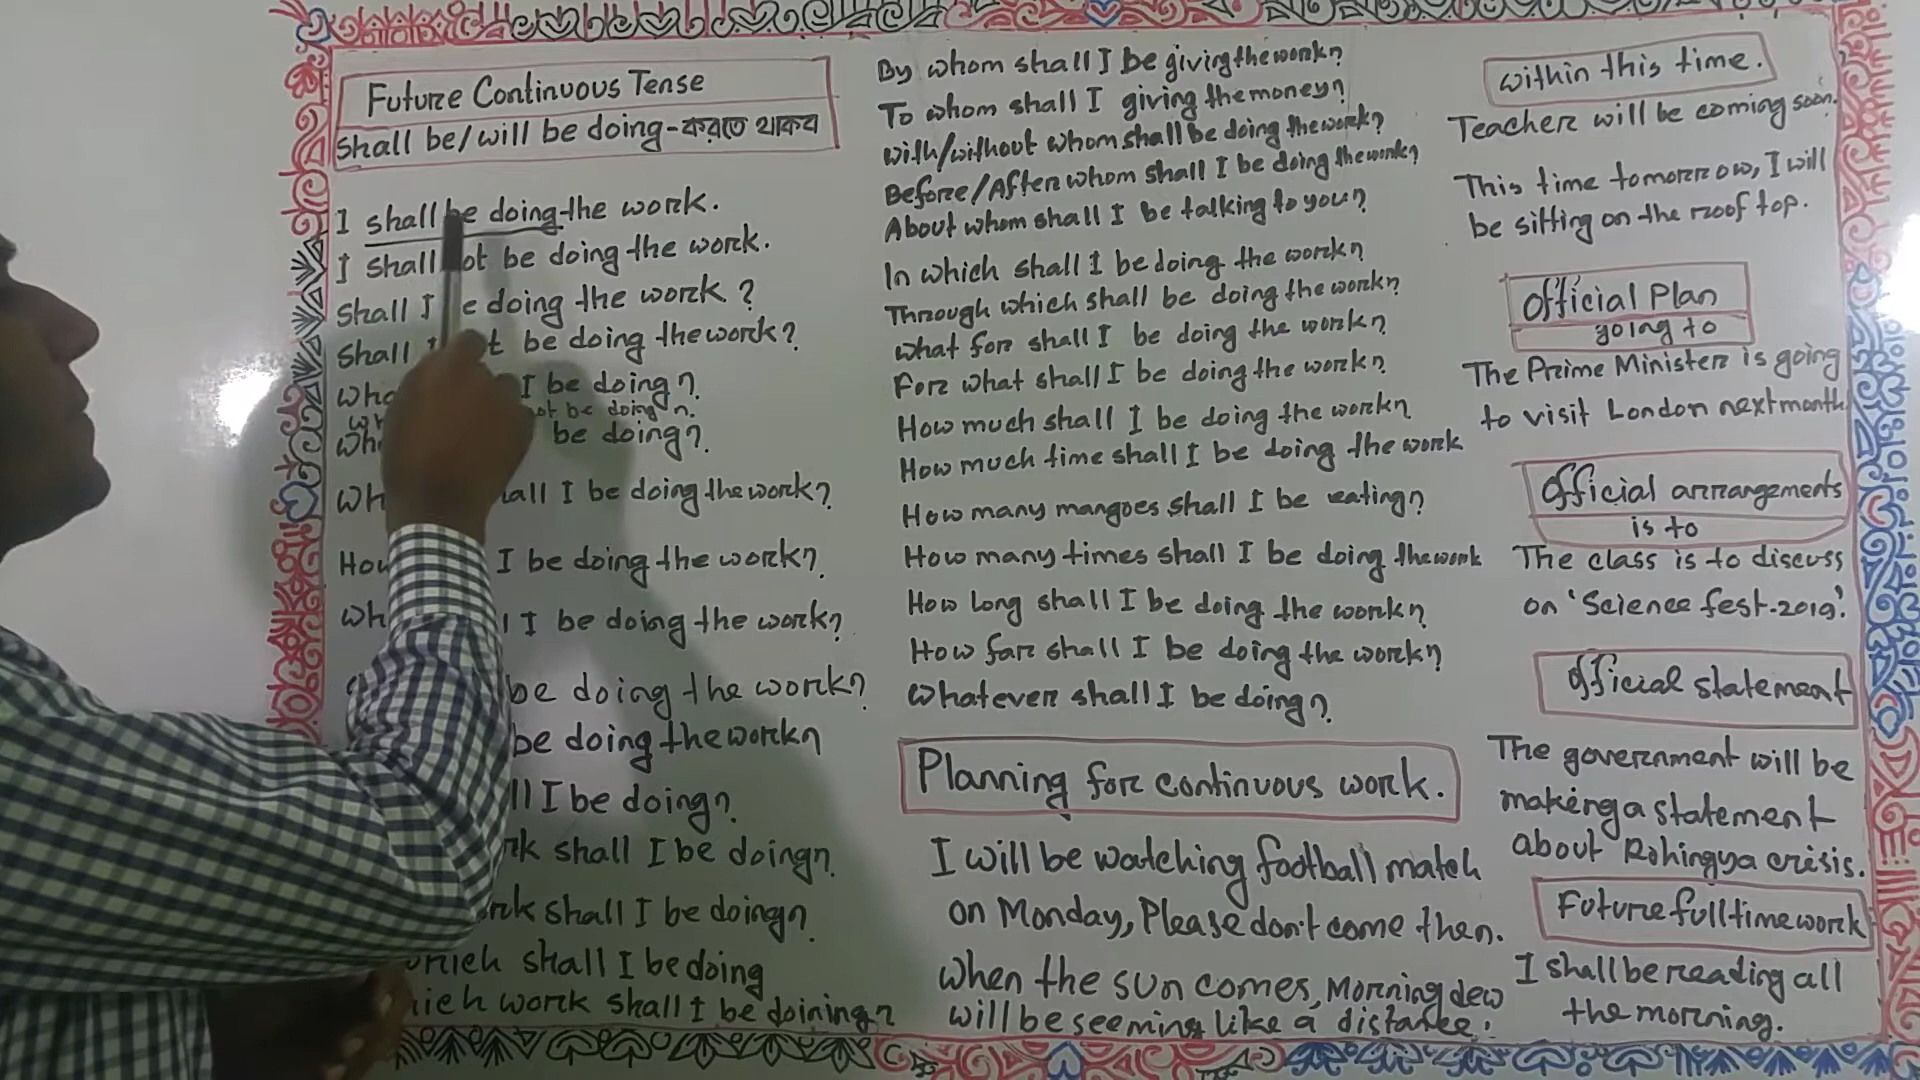 Future Continuous Tense
Shall be/will be doing-করতে থাকব
I shall be doing the work.
I shall not be doing the work.
Shall I be doing the work?
Shall I not be doing the work?
I be doing?
not be doing?
be doing?
shall I be doing the work?
How I be doing the work?
I be doing the work?
be doing the work?
be doing the work?
I be doing?
shall I be doing?
shall I be doing?
which shall I be doing
work shall I be doining?
By whom shall I be giving the work?
To whom shall I giving the money?
With/without whom shall be doing the work?
Before/After whom shall I be doing the work?
About whom shall I be talking to you?
In which shall I be doing the work?
Through which shall be doing the work?
What for shall I be doing the work?
For what shall I be doing the work?
How much shall I be doing the work?
How much time shall I be doing the work
How many mangoes shall I be eating?
How many times shall I be doing the work
How long shall I be doing the work?
How far shall I be doing the work?
Whatever shall I be doing?
Planning for continuous work.
I will be watching football match
on Monday, Please don't come then.
When the sun comes, Morning dew
will be seeming like a distance.
within this time.
Teacher will be coming soon.
This time tomorrow, I will
be sitting on the roof top.
Official Plan
going to
The Prime Minister is going
to visit London next month
Official arrangements
is to
The class is to discuss
on 'Science fest-2019'.
Official statement
The government will be
making a statement
about Rohingya crisis.
Future full time work
I shall be reading all
the morning.